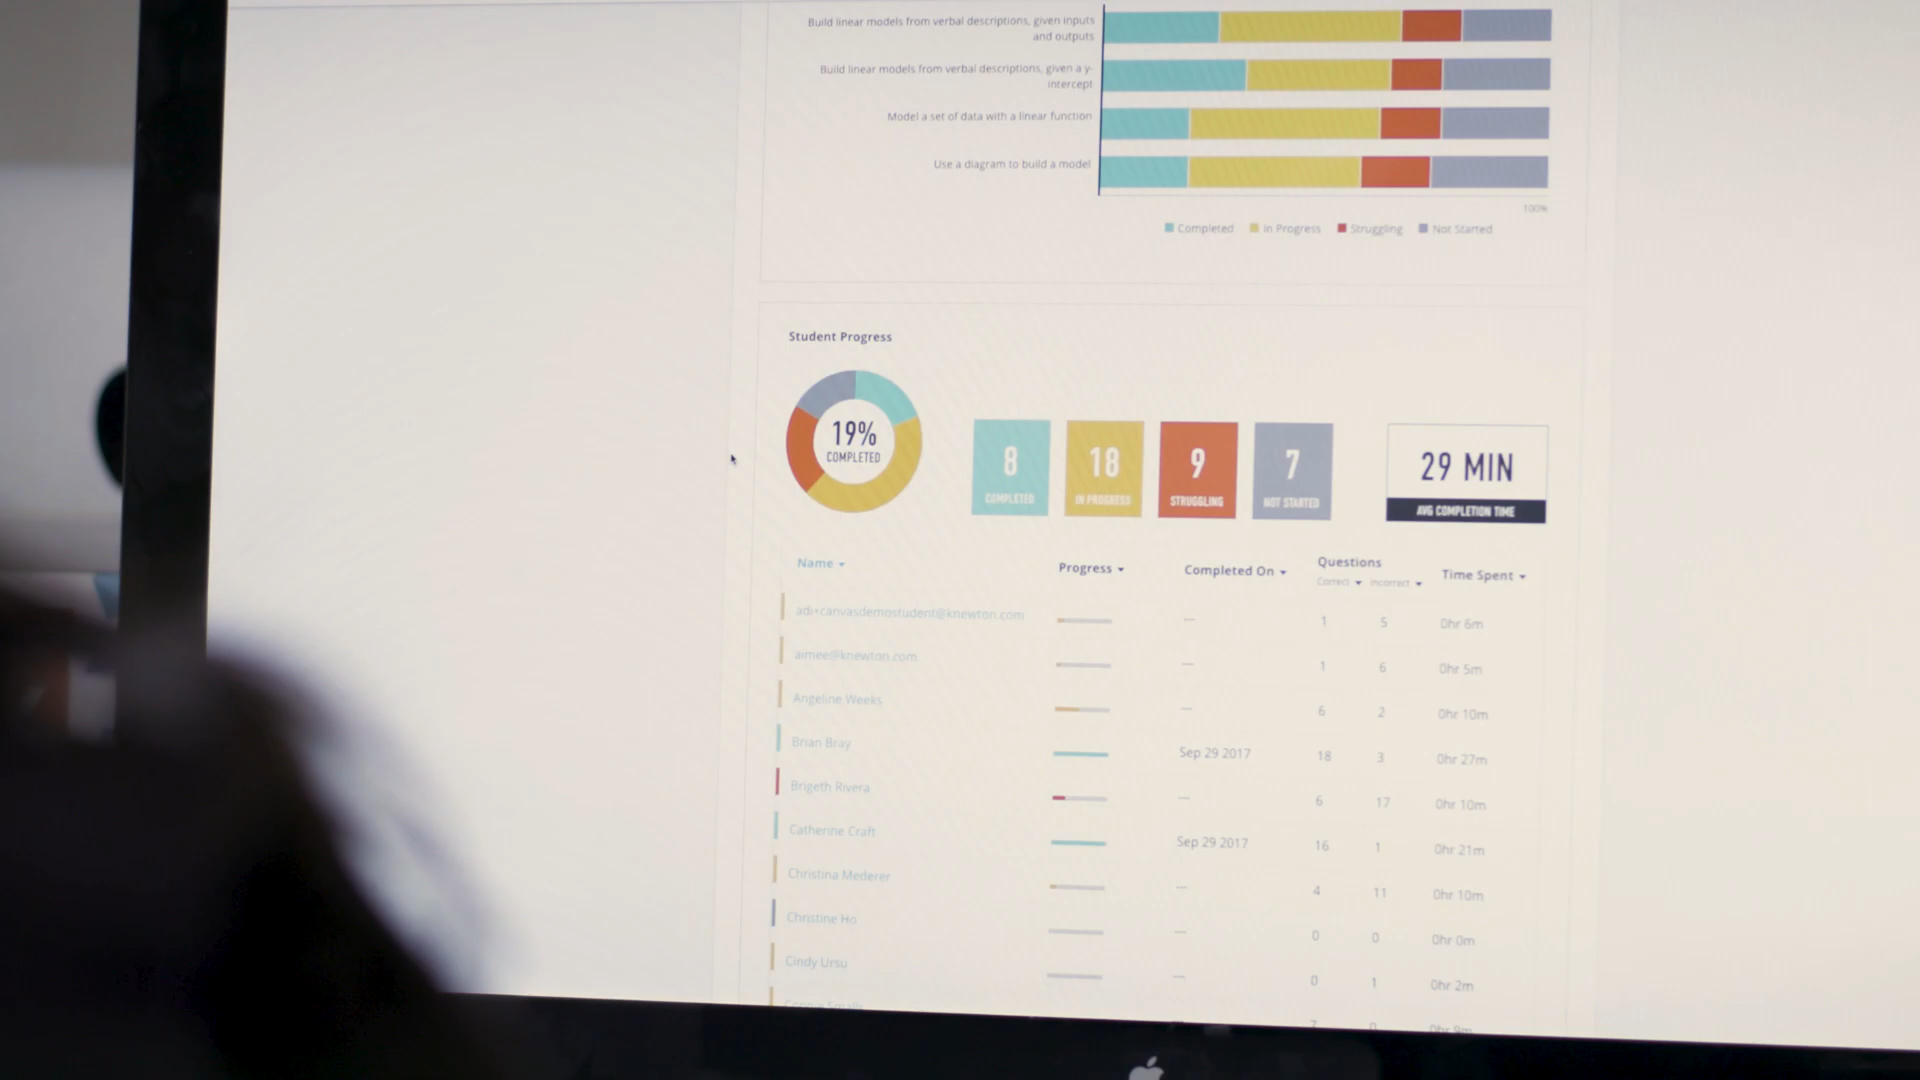 Build linear models from verbal descriptions, given inputs
and outputs
Build linear models from verbal descriptions, given a y-
intercept
Model a set of data with a linear function
Use a diagram to build a model
100%
Completed In Progress Struggling Not Started
Student Progress
19%
COMPLETED
8
COMPLETED
18
IN PROGRESS
9
STRUGGLING
7
NOT STARTED
29 MIN
AVG COMPLETION TIME
Name Progress Completed On Questions Time Spent
Correct Incorrect
adi+canvasdemostudent@knewton.com — 1 5 0hr 6m
aimee@knewton.com — 1 6 0hr 5m
Angeline Weeks — 6 2 0hr 10m
Brian Bray Sep 29 2017 18 3 0hr 27m
Brigeth Rivera — 6 17 0hr 10m
Catherine Craft Sep 29 2017 16 1 0hr 21m
Christina Mederer — 4 11 0hr 10m
Christine Ho — 0 0 0hr 0m
Cindy Ursu — 0 1 0hr 2m